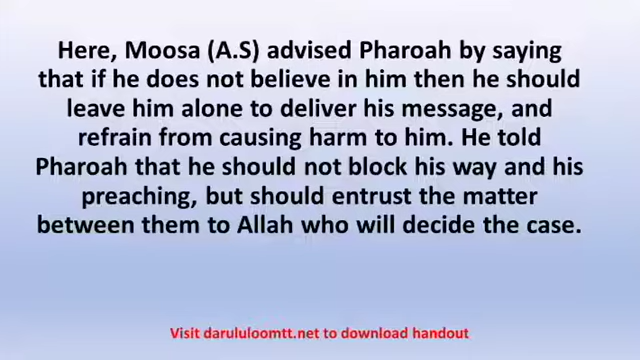 Here, Moosa (A.S) advised Pharoah by saying
that if he does not believe in him then he should
leave him alone to deliver his message, and
refrain from causing harm to him. He told
Pharoah that he should not block his way and his
preaching, but should entrust the matter
between them to Allah who will decide the case.
Visit darululoomtt.net to download handout